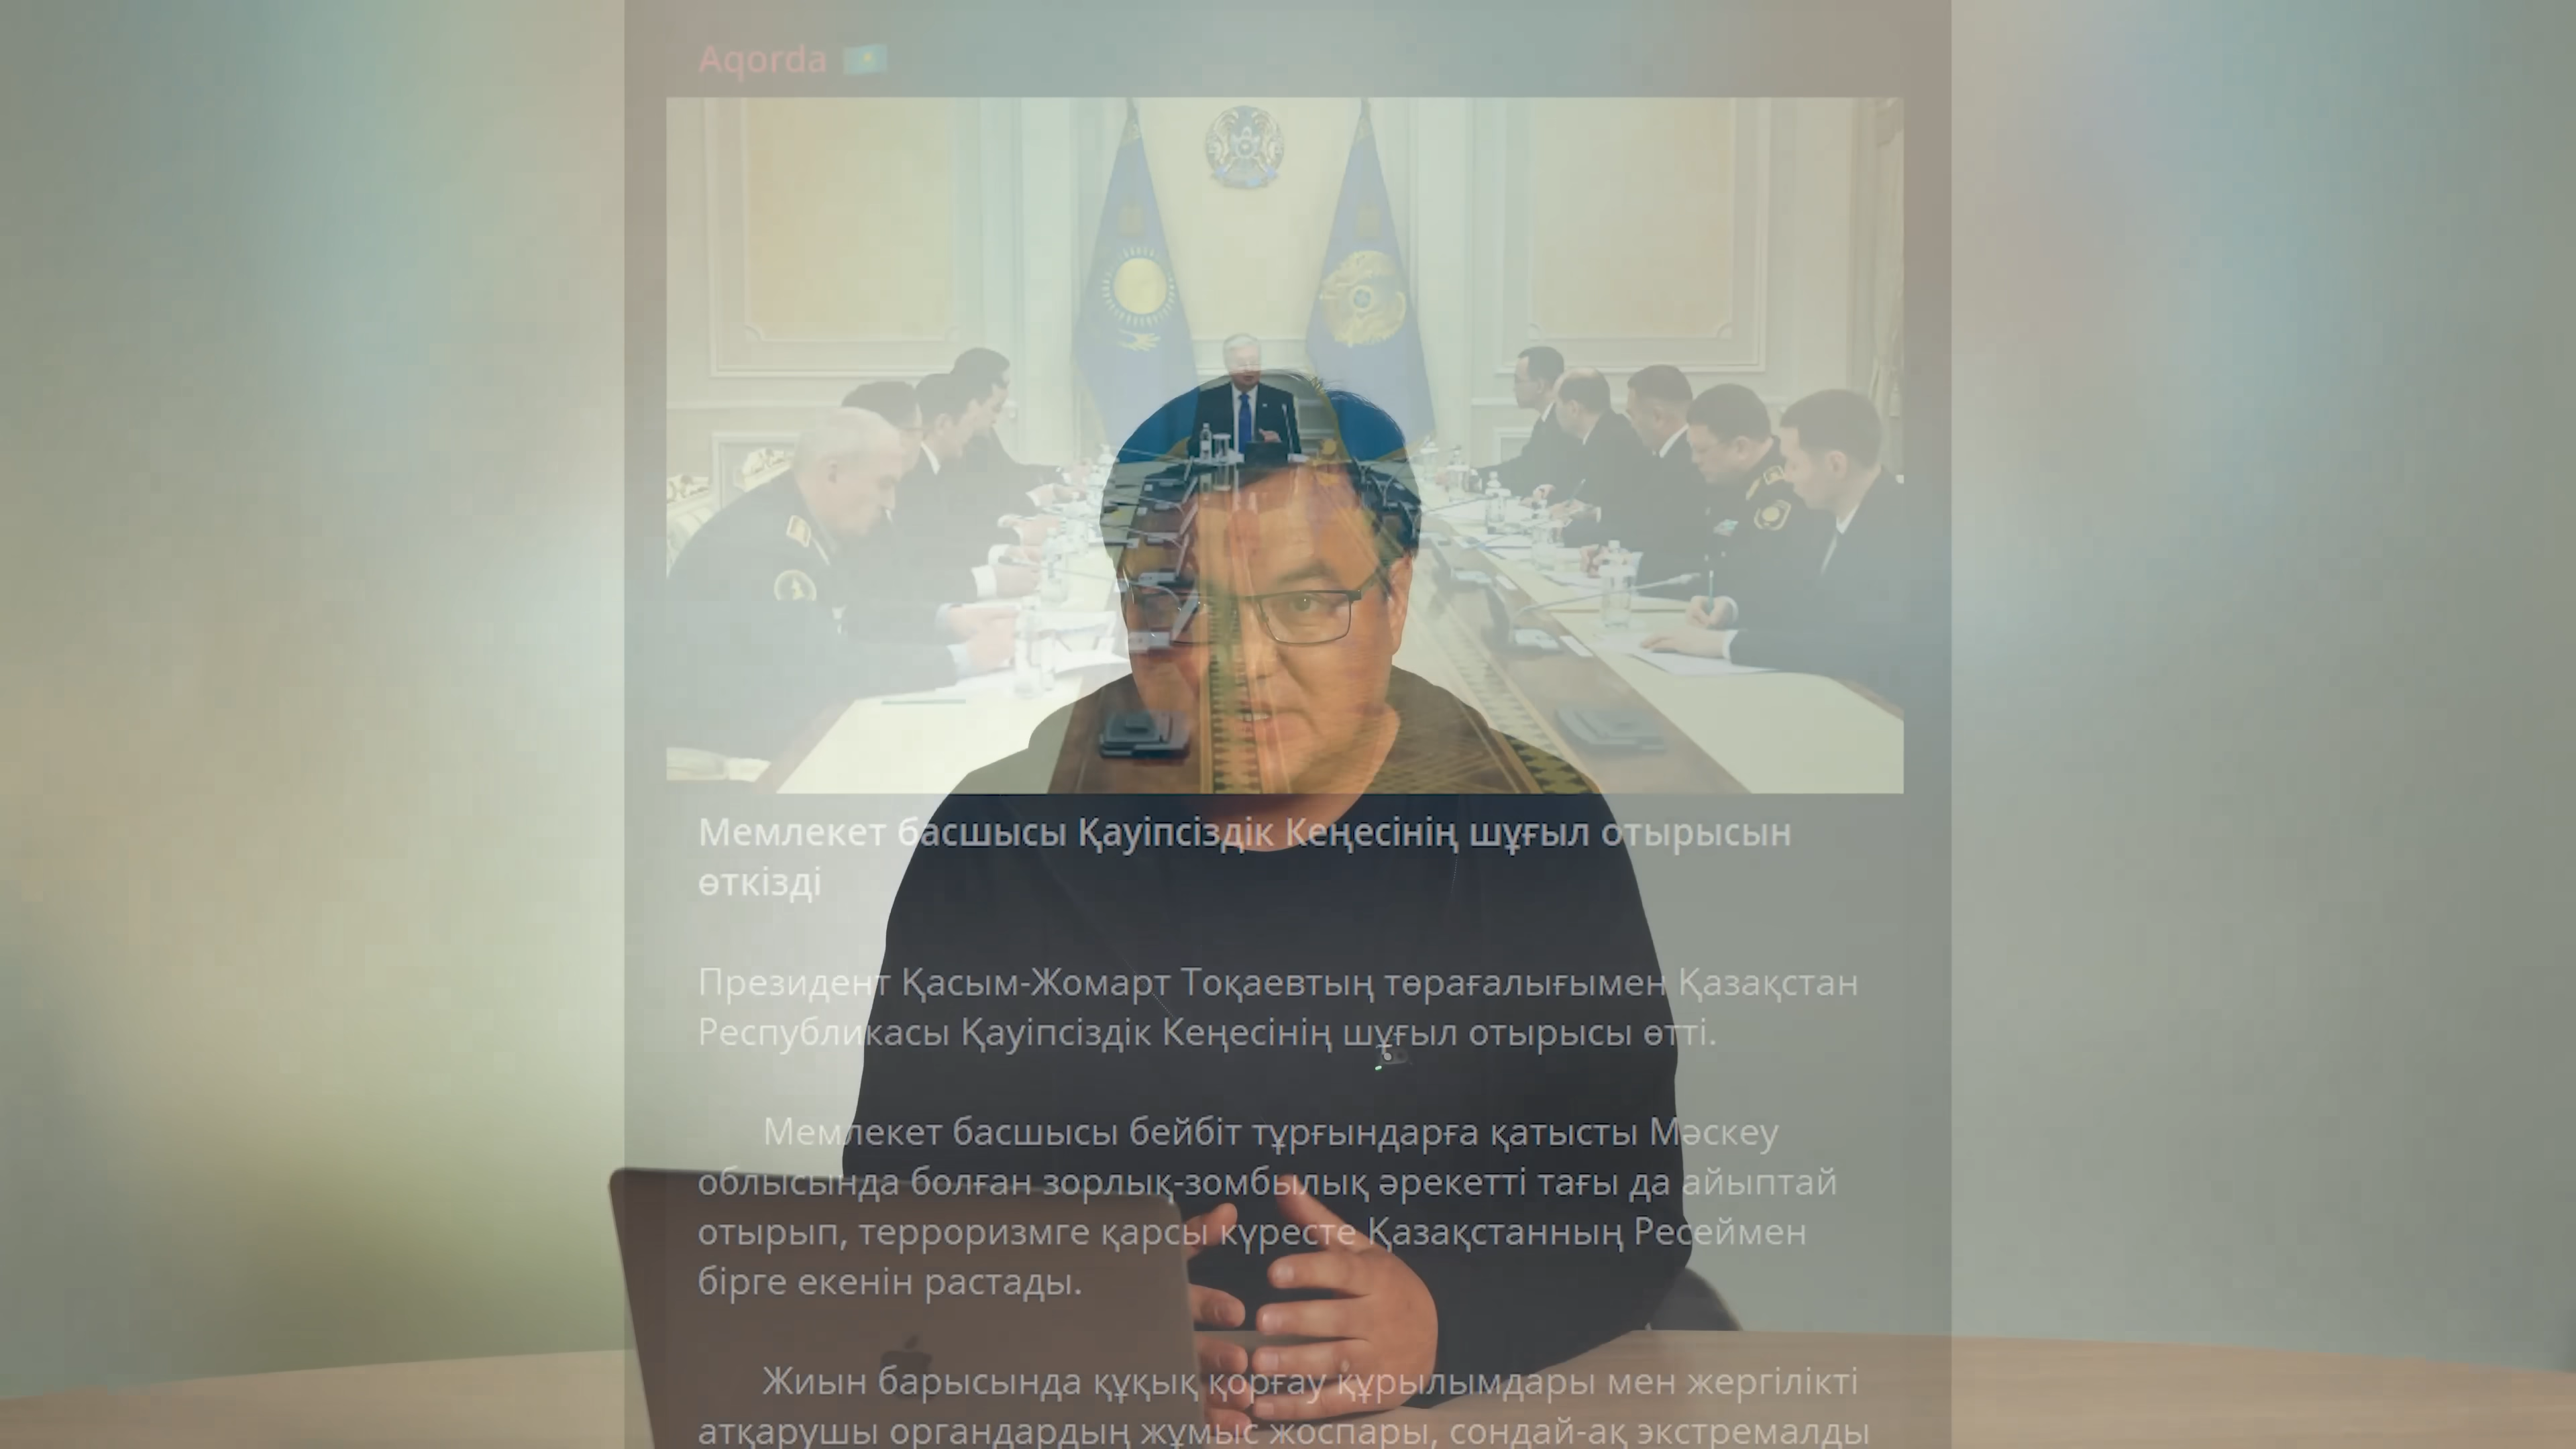 Aqorda
Мемлекет басшысы Қауіпсіздік Кеңесінің шұғыл отырысын
өткізді
Президент Қасым-Жомарт Тоқаевтың төрағалығымен Қазақстан
Республикасы Қауіпсіздік Кеңесінің шұғыл отырысы өтті.
Мемлекет басшысы бейбіт тұрғындарға қатысты Мәскеу
облысында болған зорлық-зомбылық әрекетті тағы да айыптай
отырып, терроризмге қарсы күресте Қазақстанның Ресеймен
бірге екенін растады.
Жиын барысында құқық қорғау құрылымдары мен жергілікті
атқарушы органдардың жұмыс жоспары, сондай-ақ экстремалды